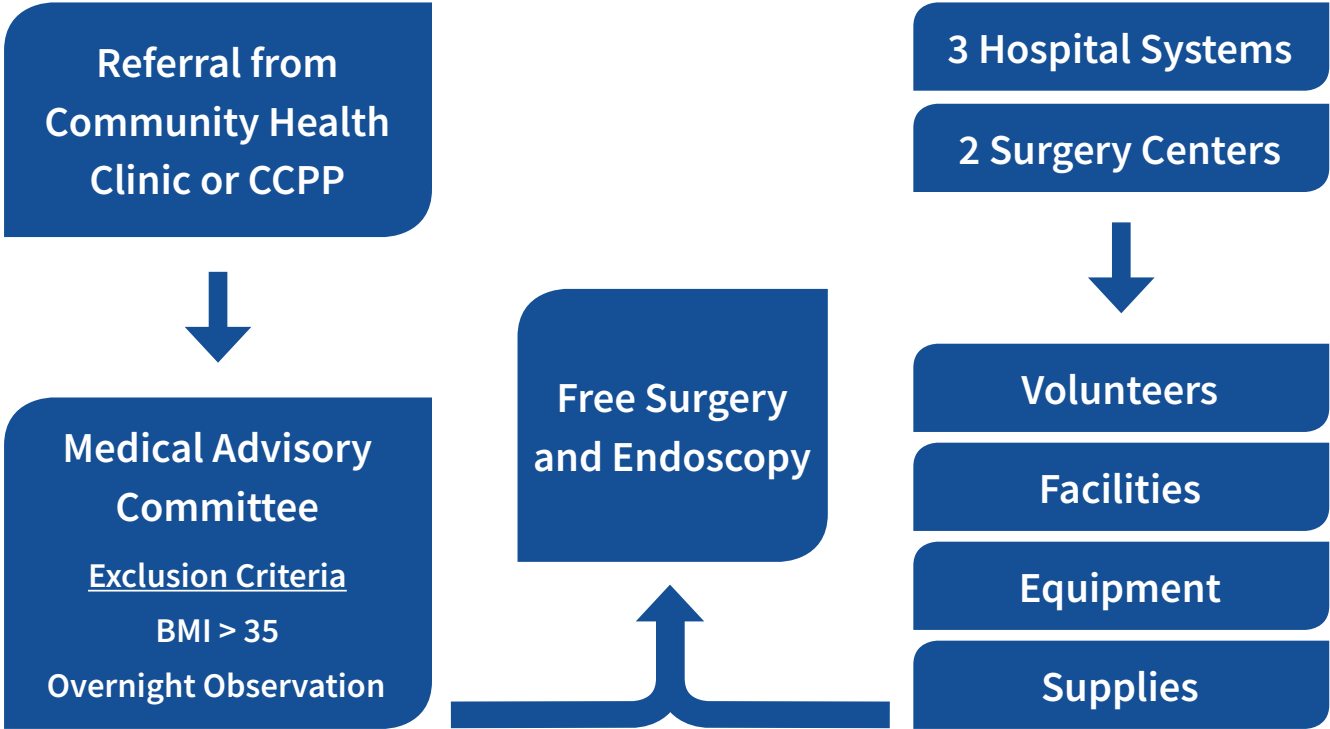 Referral from
Community Health
Clinic or CCPP
Medical Advisory
Committee
Exclusion Criteria
BMI > 35
Overnight Observation
Free Surgery
and Endoscopy
3 Hospital Systems
2 Surgery Centers
Volunteers
Facilities
Equipment
Supplies